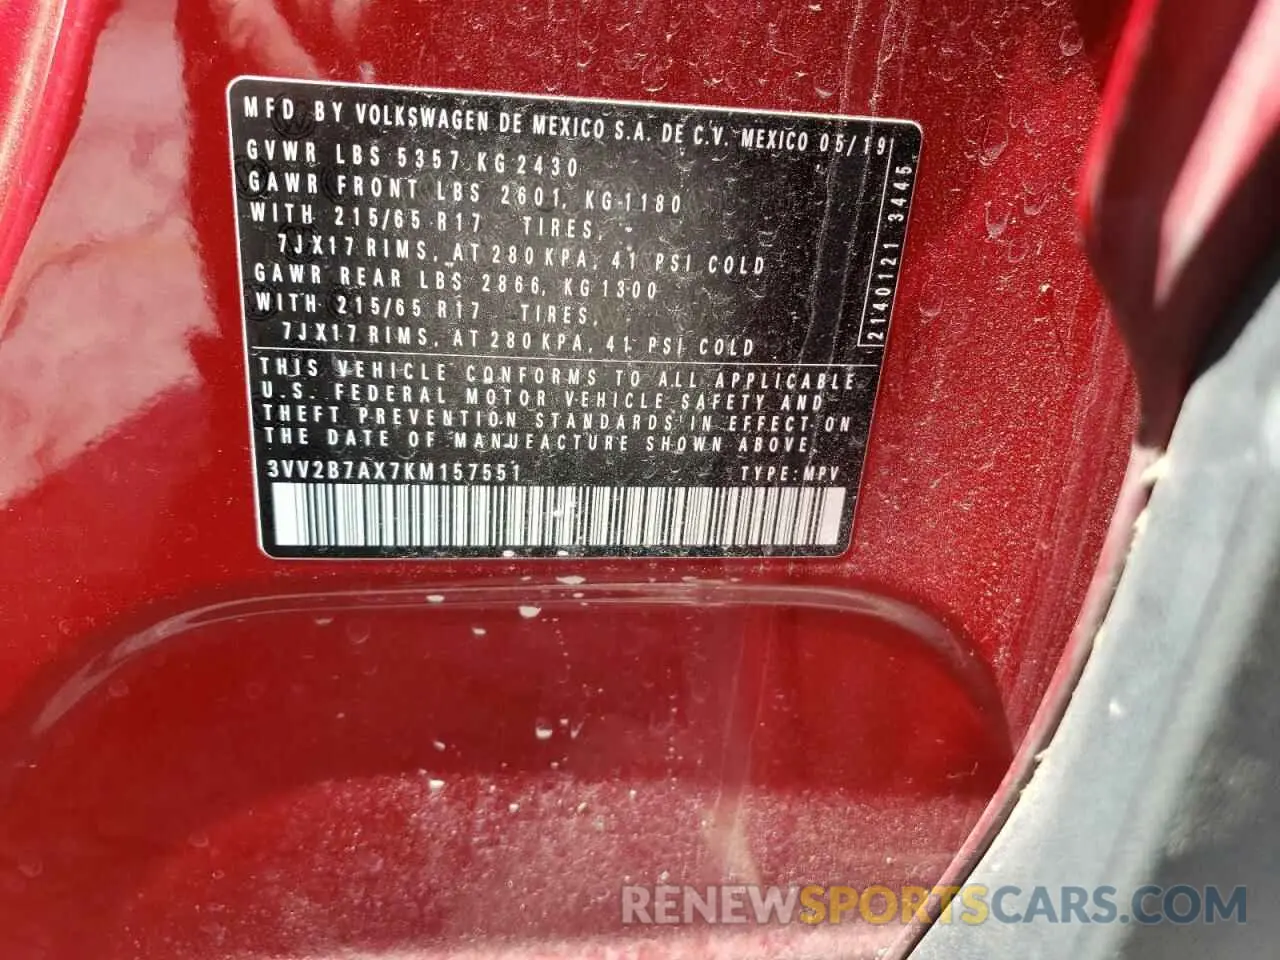 MFD BY VOLKSWAGEN DE MEXICO S.A. DE C.V. MEXICO 05/19
GVWR LBS 5357 KG 2430
GAWR FRONT LBS 2601, KG 1180
WITH 215/65 R17 TIRES,
7JX17 RIMS, AT 280 KPA, 41 PSI COLD
GAWR REAR LBS 2866, KG 1300
WITH 215/65 R17 TIRES,
7JX17 RIMS, AT 280 KPA, 41 PSI COLD
2140121 3445
THIS VEHICLE CONFORMS TO ALL APPLICABLE
U.S. FEDERAL MOTOR VEHICLE SAFETY AND
THEFT PREVENTION STANDARDS IN EFFECT ON
THE DATE OF MANUFACTURE SHOWN ABOVE
3VV2B7AX7KM157551 TYPE: MPV
RENEWSPORTSCARS.COM